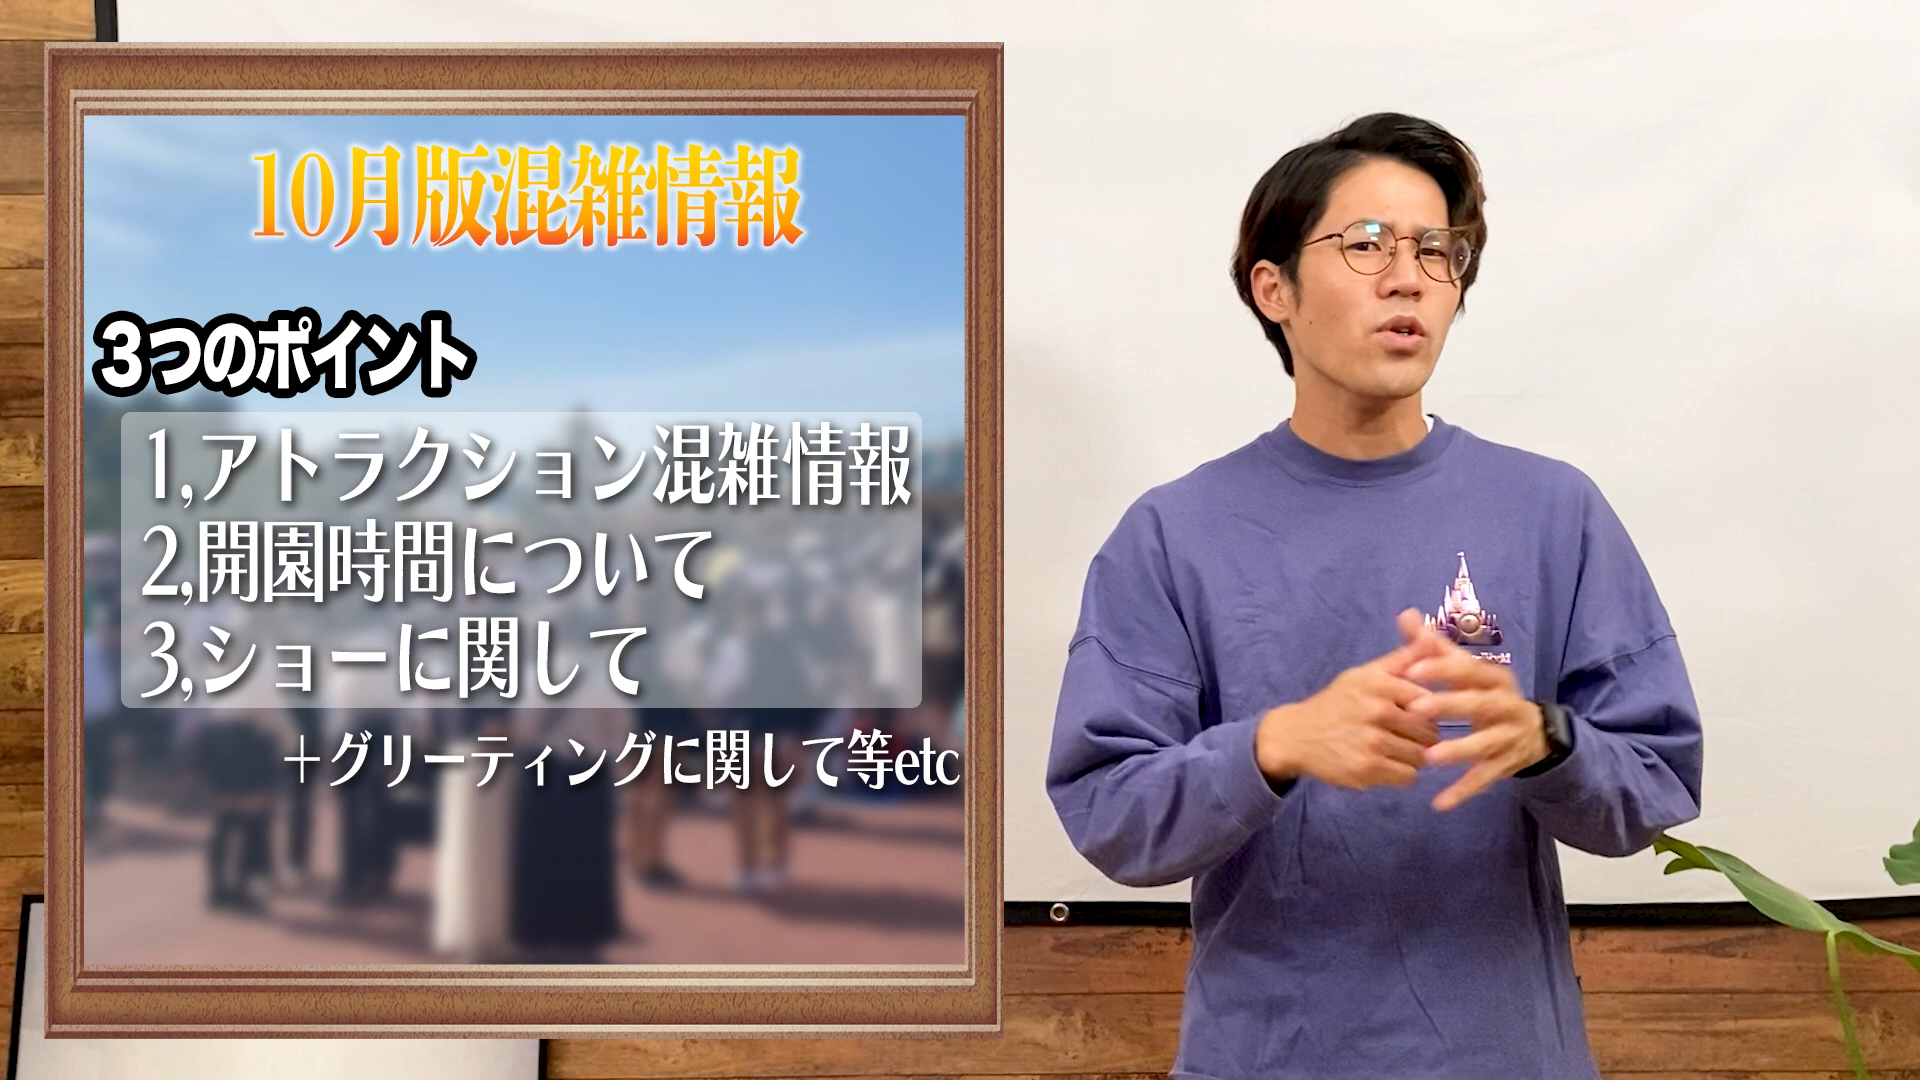 10月版混雑情報
3つのポイント
1,アトラクション混雑情報
2,開園時間について
3,ショーに関して
＋グリーティングに関して等etc